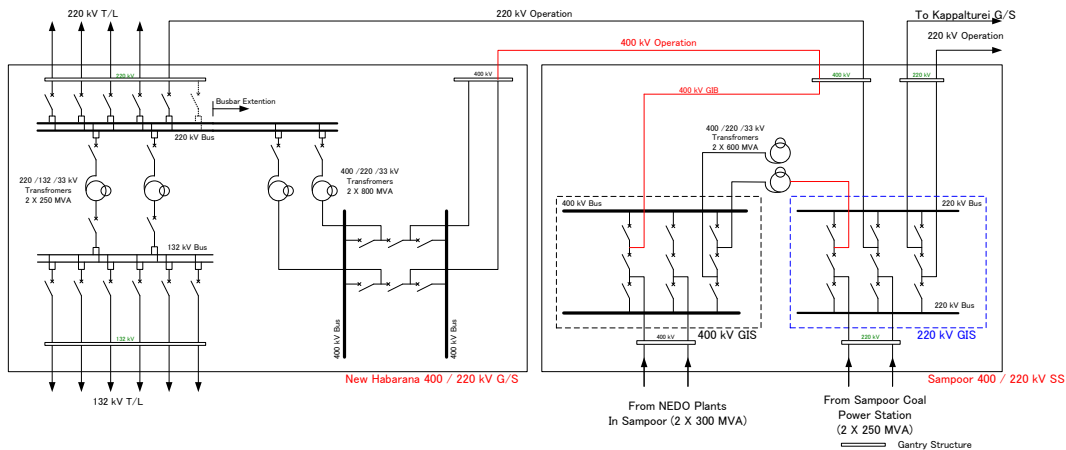 220 kV T/L
220 kV Operation
To Kappalturei G/S
220 kV Operation
400 kV Operation
220 kV
400 kV
400 kV
220 kV
400 kV GIB
Busbar Extention
220 kV Bus
400/220/33 kV
Transfromers
2 X 600 MVA
220/132/33 kV
Transfromers
2 X 250 MVA
400/220/33 kV
Transfromers
2 X 800 MVA
400 kV Bus
220 kV Bus
132 kV Bus
220 kV Bus
400 kV Bus
400 kV Bus
400 kV GIS
220 kV GIS
132 kV
400 kV
220 kV
New Habarana 400 / 220 kV G/S
Sampoor 400 / 220 kV SS
132 kV T/L
From NEDO Plants
In Sampoor (2 X 300 MVA)
From Sampoor Coal
Power Station
(2 X 250 MVA)
Gantry Structure